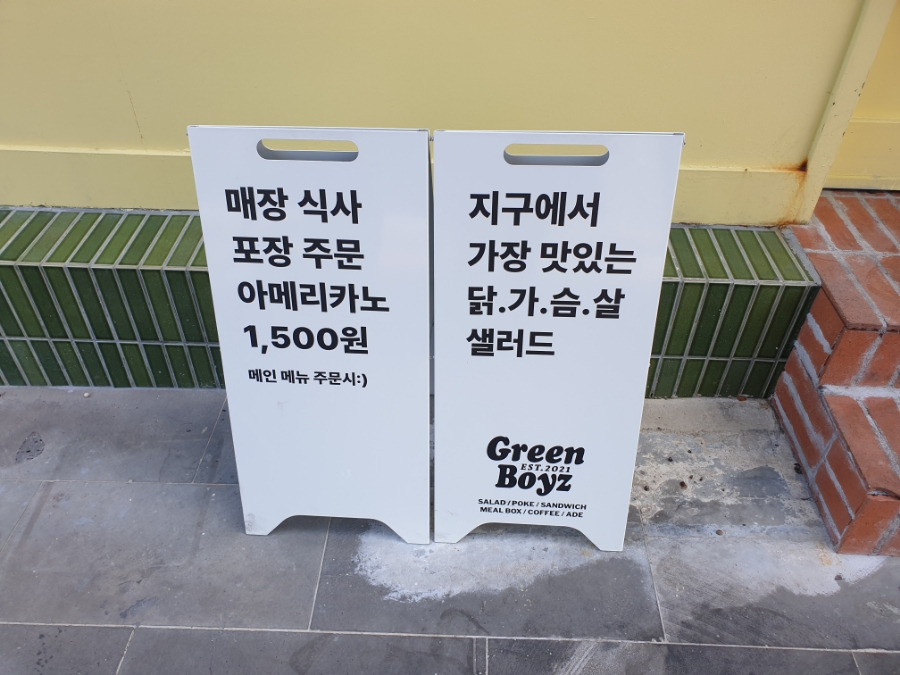 매장 식사
포장 주문
아메리카노
1,500원
메인 메뉴 주문시:)
지구에서
가장 맛있는
닭.가.슴.살
샐러드
Green
EST.2021
Boyz
SALAD / POKE / SANDWICH
MEAL BOX / COFFEE / ADE